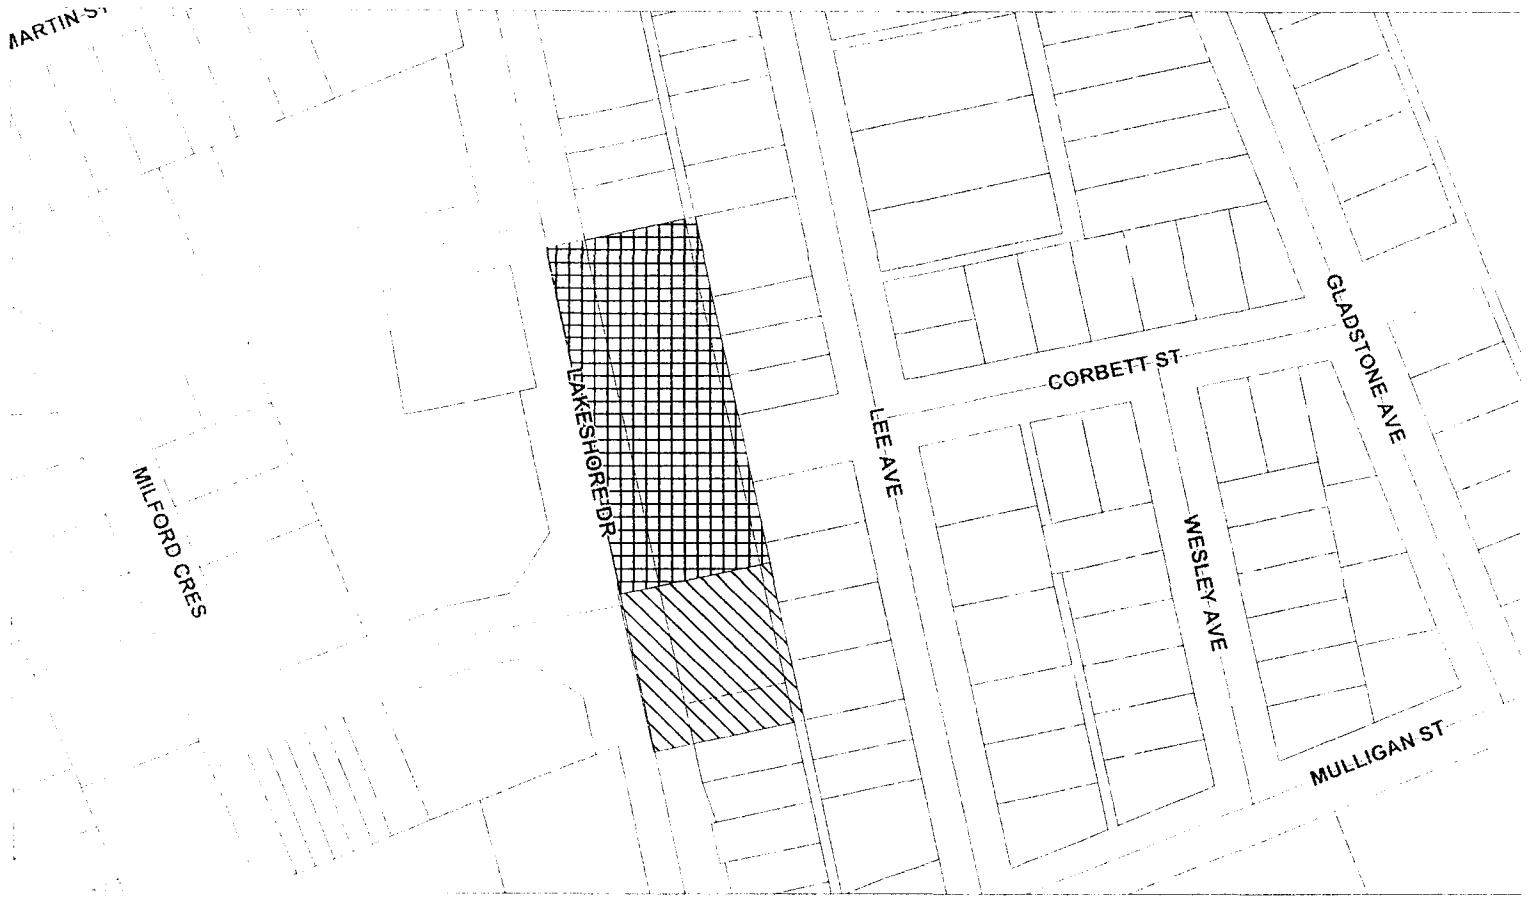 MARTIN ST
LAKESHORE DR
LEE AVE
CORBETT ST
GLADSTONE AVE
MILFORD CRES
WESLEY AVE
MULLIGAN ST